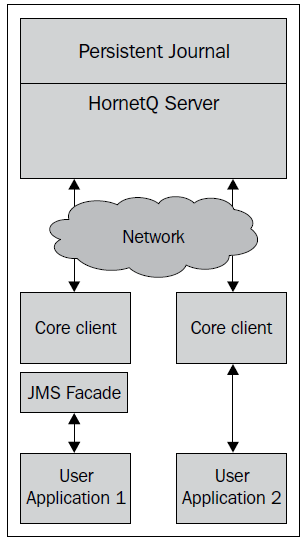 Persistent Journal
HornetQ Server
Network
Core client
Core client
JMS Facade
User
Application 1
User
Application 2